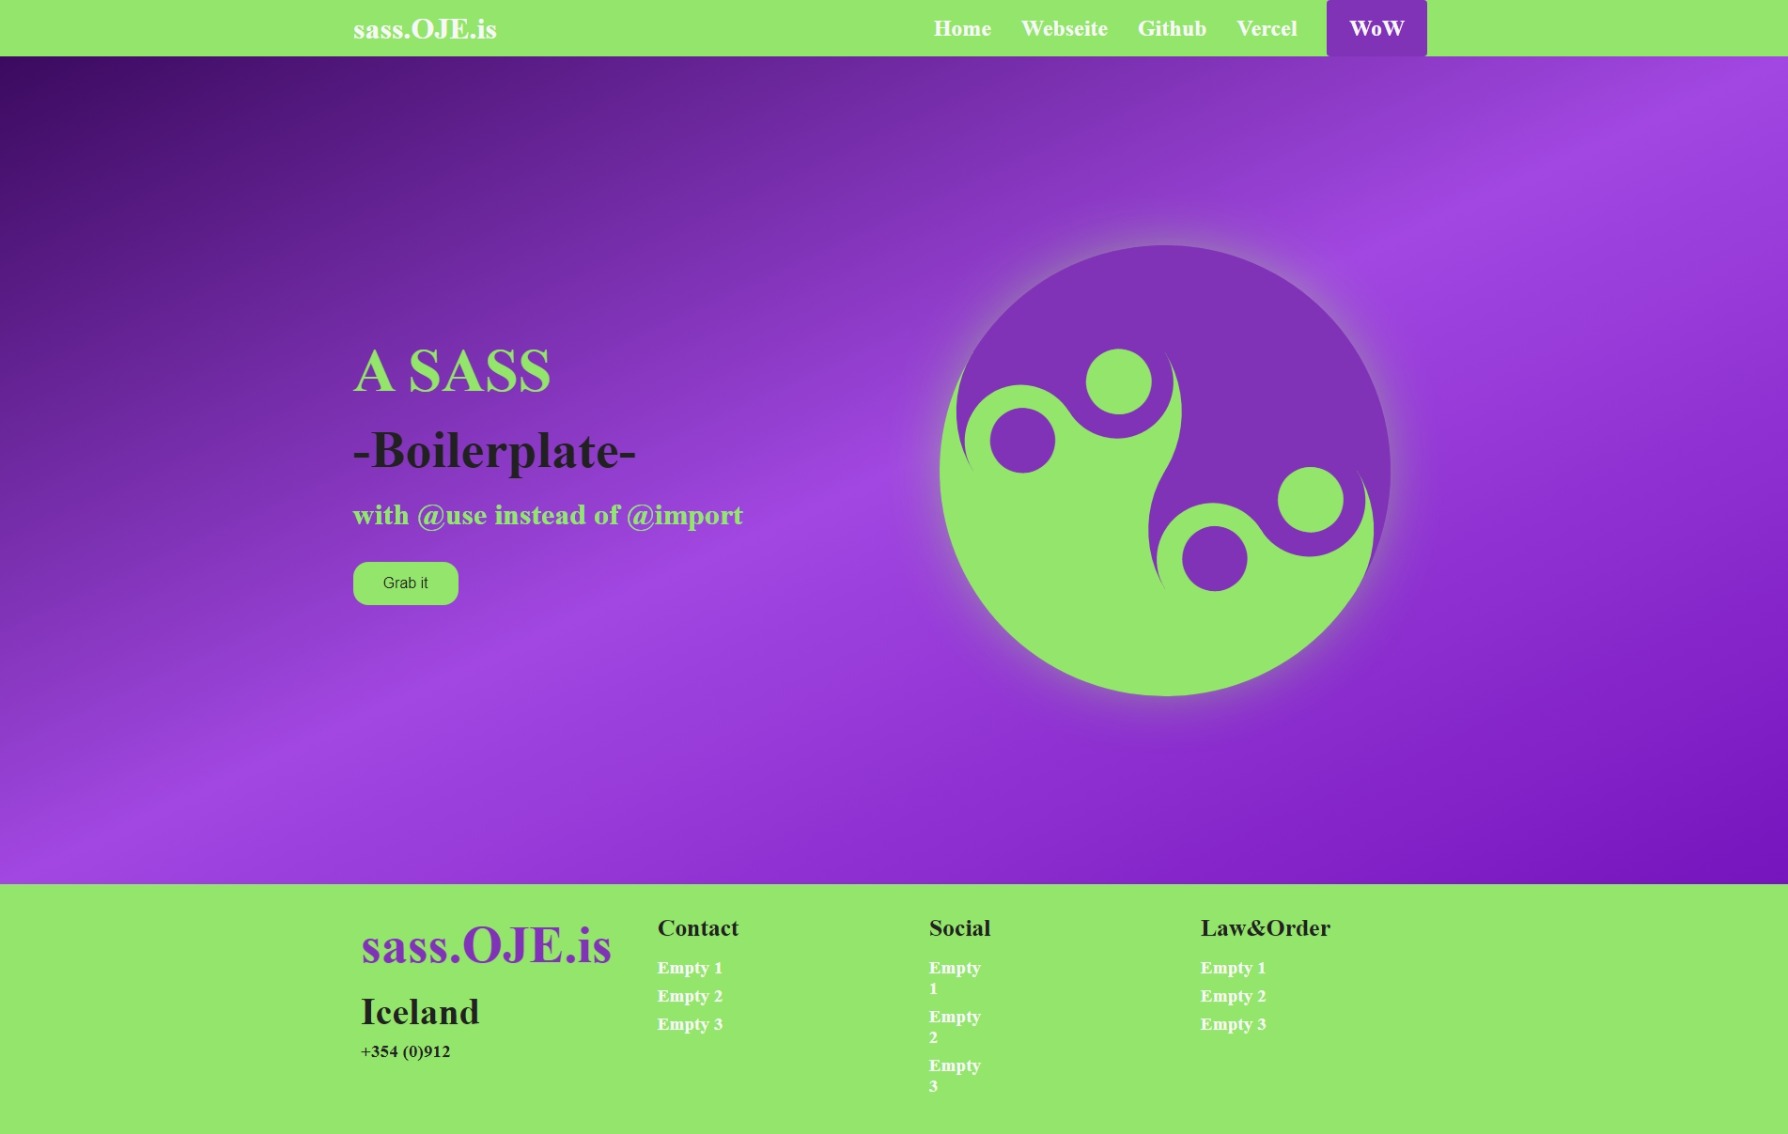 sass.OJE.is
Home
Webseite
Github
Vercel
WoW
A SASS
-Boilerplate-
with @use instead of @import
Grab it
sass.OJE.is
Iceland
+354 (0)912
Contact
Empty 1
Empty 2
Empty 3
Social
Empty
1
Empty
2
Empty
3
Law&Order
Empty 1
Empty 2
Empty 3